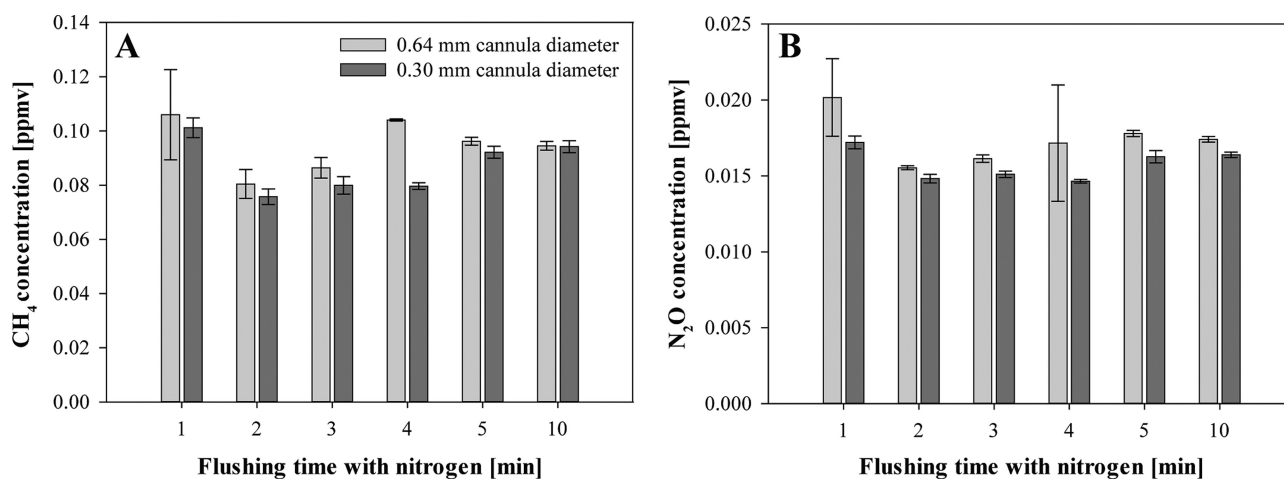 A
0.64 mm cannula diameter
0.30 mm cannula diameter
CH₄ concentration [ppmv]
0.14
0.12
0.10
0.08
0.06
0.04
0.02
0.00
1 2 3 4 5 10
Flushing time with nitrogen [min]
B
N₂O concentration [ppmv]
0.025
0.020
0.015
0.010
0.005
0.000
1 2 3 4 5 10
Flushing time with nitrogen [min]